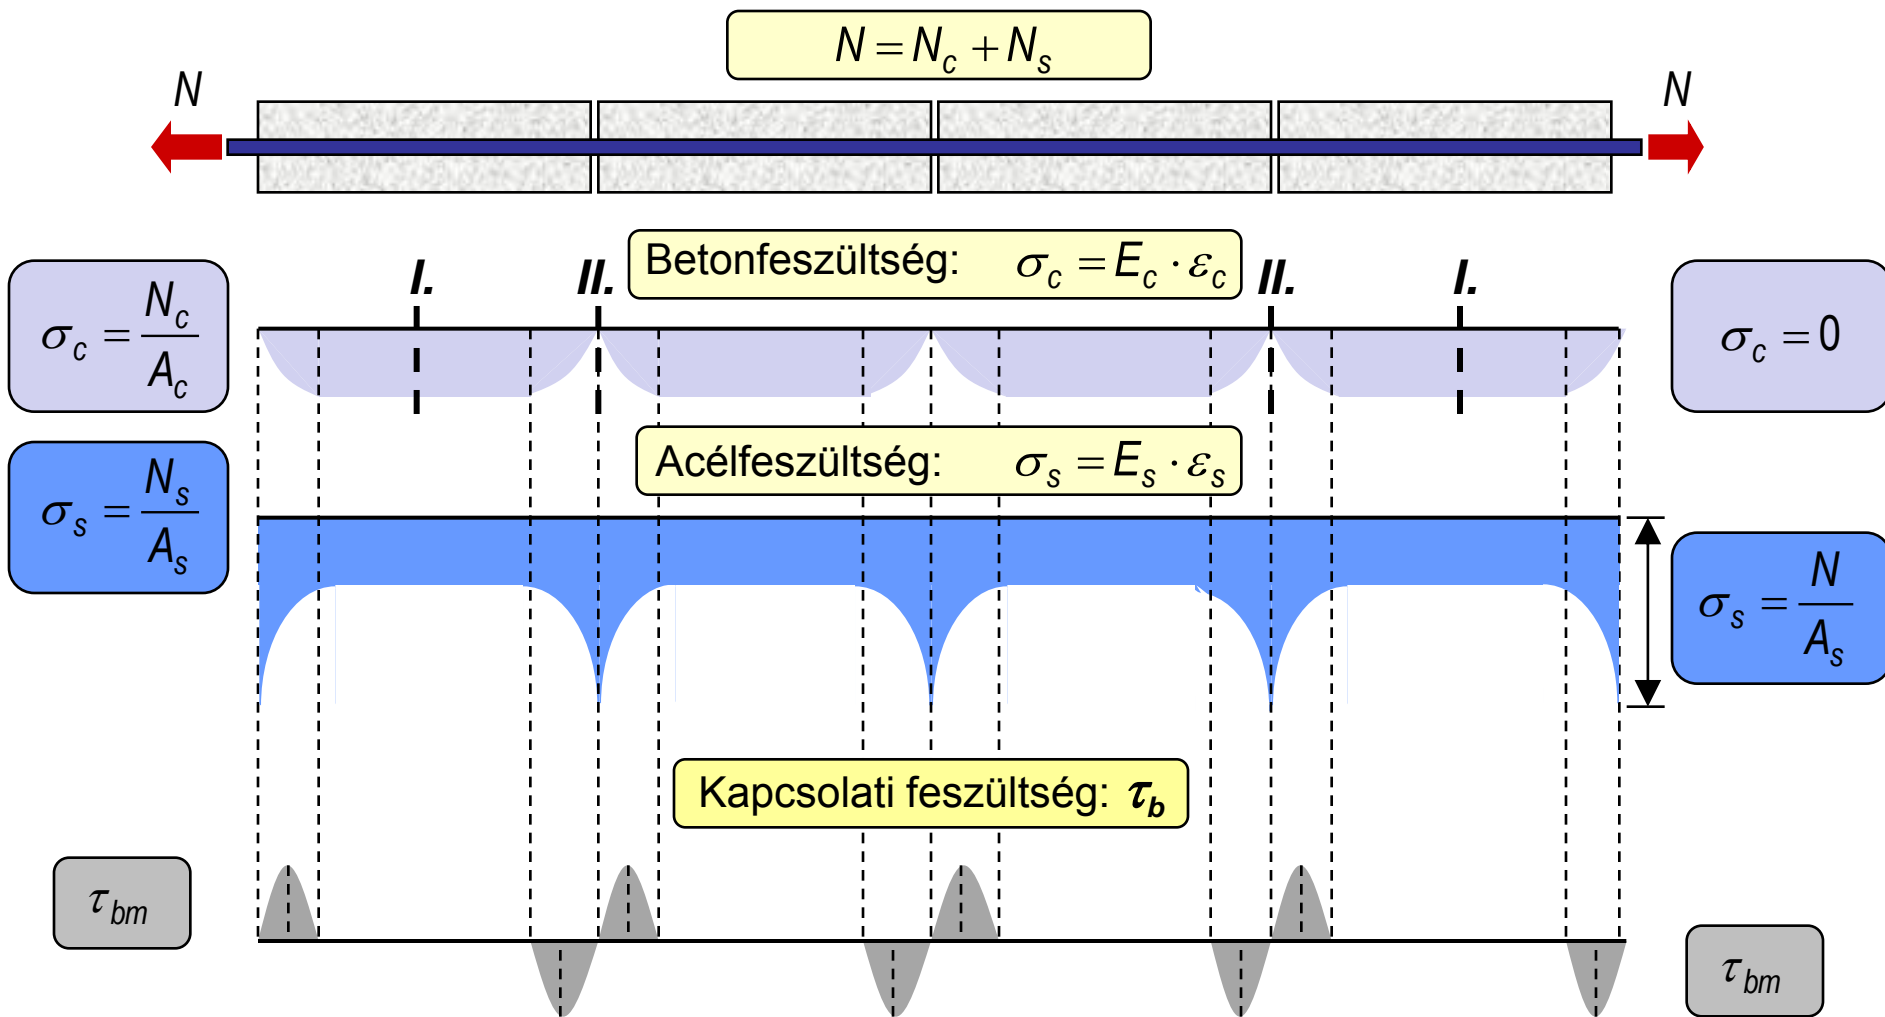 N = N_c + N_s
N
N
Betonfeszültség: σ_c = E_c · ε_c
I. II. II. I.
σ_c = N_c / A_c
σ_c = 0
Acélfeszültség: σ_s = E_s · ε_s
σ_s = N_s / A_s
σ_s = N / A_s
Kapcsolati feszültség: τ_b
τ_bm
τ_bm